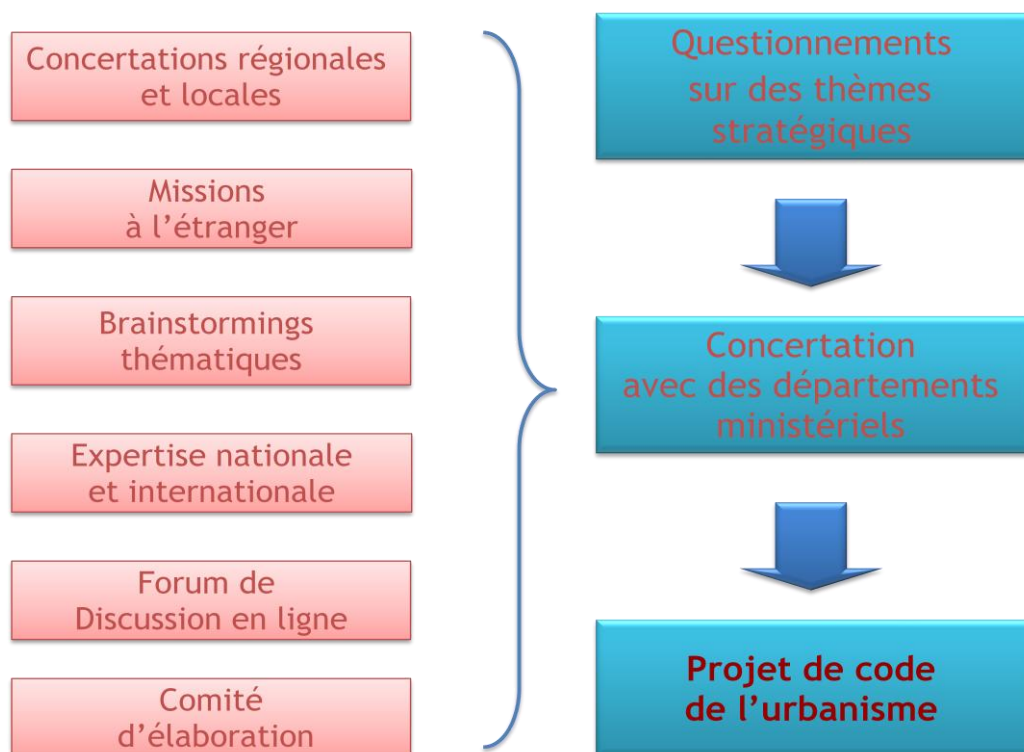 Concertations régionales
et locales
Missions
à l’étranger
Brainstormings
thématiques
Expertise nationale
et internationale
Forum de
Discussion en ligne
Comité
d’élaboration
Questionnements
sur des thèmes
stratégiques
Concertation
avec des départements
ministériels
Projet de code
de l’urbanisme